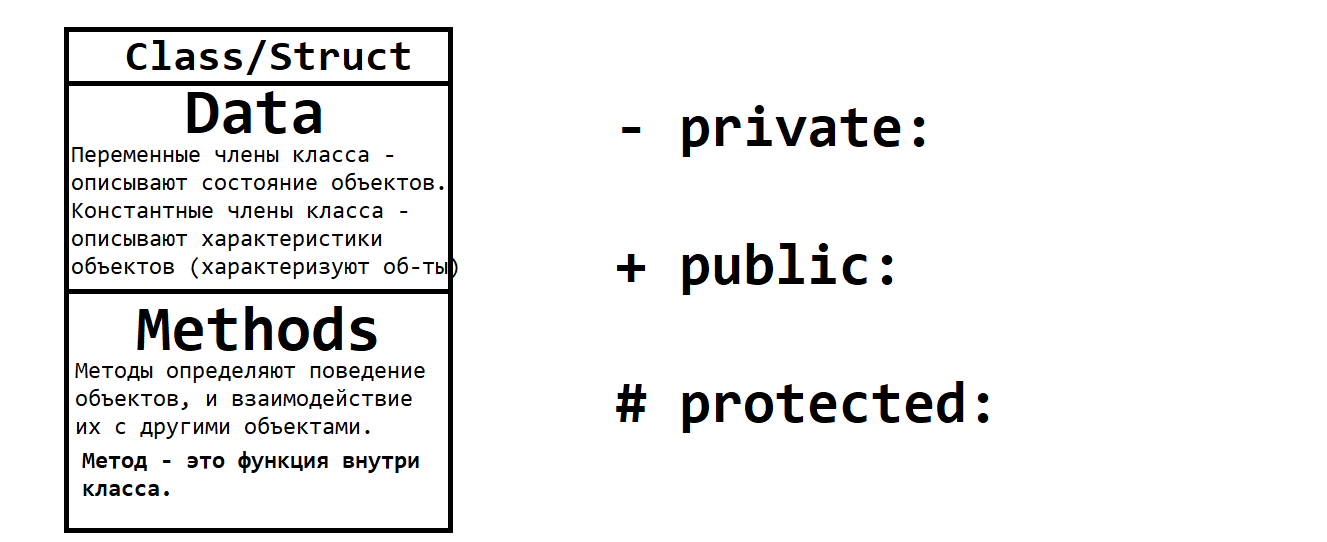 Class/Struct
Data
Переменные члены класса -
описывают состояние объектов.
Константные члены класса -
описывают характеристики
объектов (характеризуют об-ты)
Methods
Методы определяют поведение
объектов, и взаимодействие
их с другими объектами.
Метод - это функция внутри
класса.
- private:
+ public:
# protected: